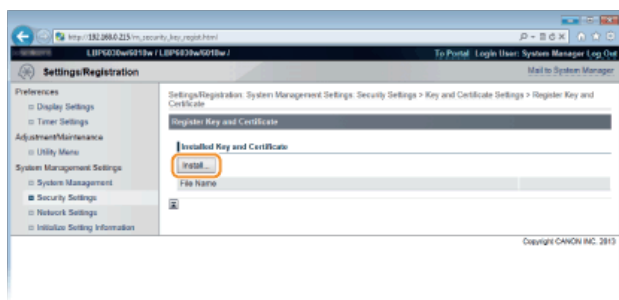 http://192.168.0.215/m_security_key_regist.html
LBP6030w/6018w / LBP6030w/6018w /
To Portal Login User: System Manager Log Out
Settings/Registration
Mail to System Manager
Preferences
Display Settings
Timer Settings
Adjustment/Maintenance
Utility Menu
System Management Settings
System Management
Security Settings
Network Settings
Initialize Setting Information
Settings/Registration: System Management Settings: Security Settings > Key and Certificate Settings > Register Key and
Certificate
Register Key and Certificate
Installed Key and Certificate
Install...
File Name
Copyright CANON INC. 2013